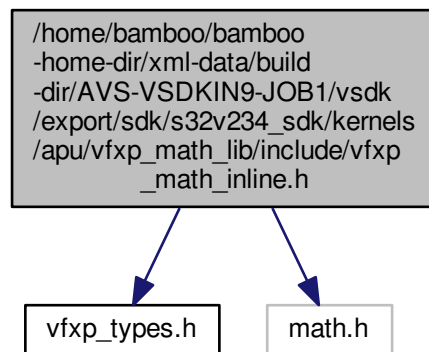 /home/bamboo/bamboo
-home-dir/xml-data/build
-dir/AVS-VSDKIN9-JOB1/vsdk
/export/sdk/s32v234_sdk/kernels
/apu/vfxp_math_lib/include/vfxp
_math_inline.h
vfxp_types.h
math.h